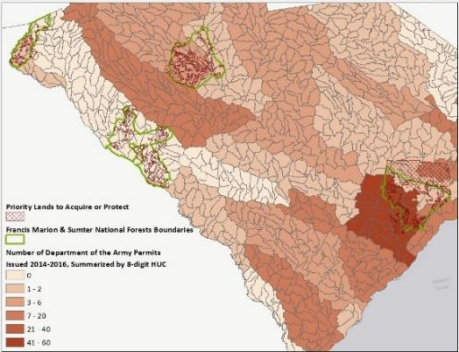 Priority Lands to Acquire or Protect
Francis Marion & Sumter National Forests Boundaries
Number of Department of the Army Permits
Issued 2014-2016, Summarized by 8-digit HUC
0
1 - 2
3 - 6
7 - 20
21 - 40
41 - 60